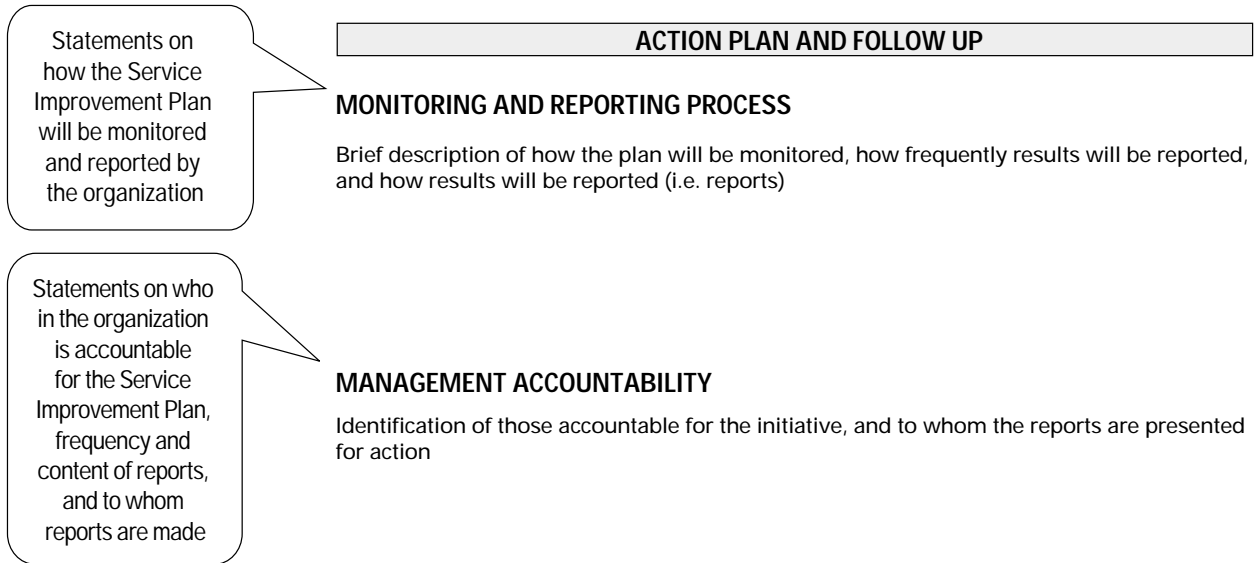 Statements on
how the Service
Improvement Plan
will be monitored
and reported by
the organization
ACTION PLAN AND FOLLOW UP
MONITORING AND REPORTING PROCESS
Brief description of how the plan will be monitored, how frequently results will be reported,
and how results will be reported (i.e. reports)
Statements on who
in the organization
is accountable
for the Service
Improvement Plan,
frequency and
content of reports,
and to whom
reports are made
MANAGEMENT ACCOUNTABILITY
Identification of those accountable for the initiative, and to whom the reports are presented
for action